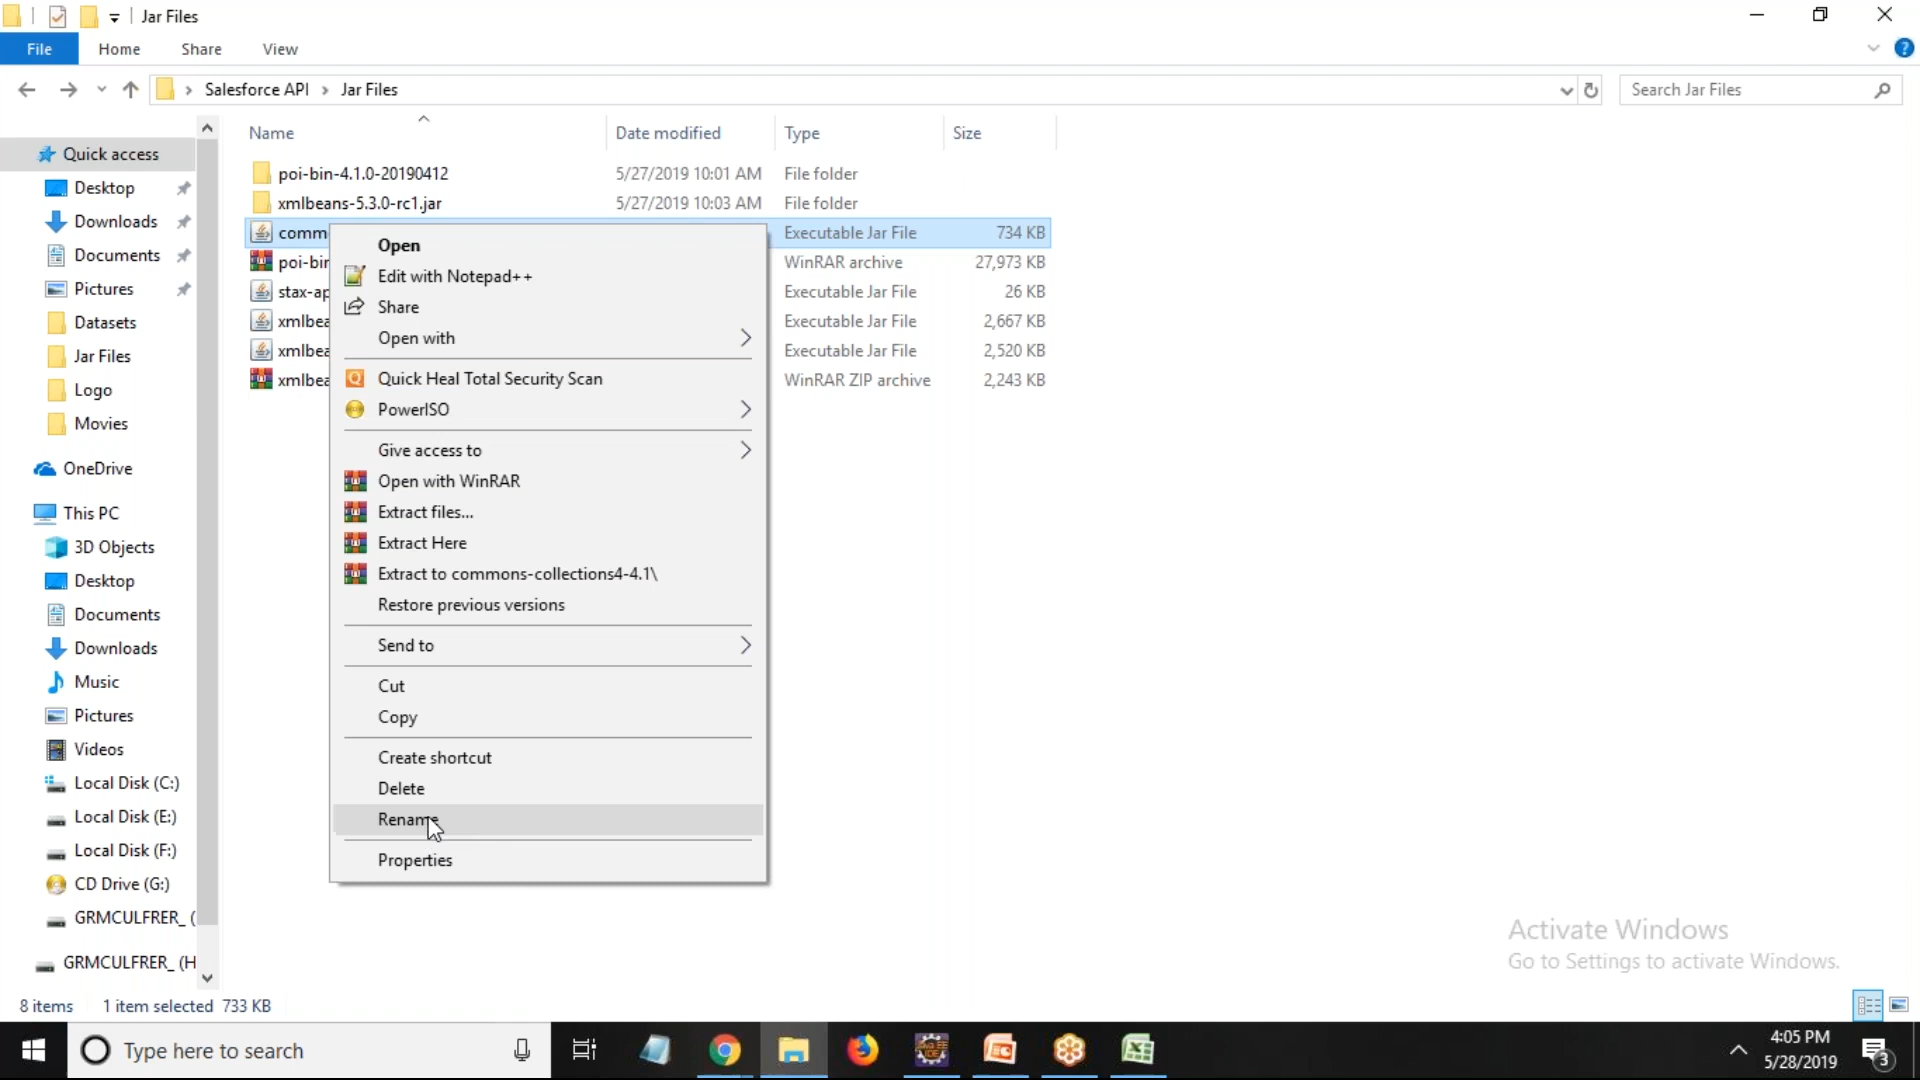 Jar Files
File Home Share View
Salesforce API › Jar Files
Search Jar Files
Name Date modified Type Size
Quick access
Desktop
Downloads
Documents
Pictures
Datasets
Jar Files
Logo
Movies
OneDrive
This PC
3D Objects
Desktop
Documents
Downloads
Music
Pictures
Videos
Local Disk (C:)
Local Disk (E:)
Local Disk (F:)
CD Drive (G:)
GRMCULFRER_ (
GRMCULFRER_ (H
poi-bin-4.1.0-20190412 5/27/2019 10:01 AM File folder
xmlbeans-5.3.0-rc1.jar 5/27/2019 10:03 AM File folder
comm Executable Jar File 734 KB
poi-bin WinRAR archive 27,973 KB
stax-ap Executable Jar File 26 KB
xmlbea Executable Jar File 2,667 KB
xmlbea Executable Jar File 2,520 KB
xmlbea WinRAR ZIP archive 2,243 KB
Open
Edit with Notepad++
Share
Open with
Quick Heal Total Security Scan
PowerISO
Give access to
Open with WinRAR
Extract files...
Extract Here
Extract to commons-collections4-4.1\
Restore previous versions
Send to
Cut
Copy
Create shortcut
Delete
Rename
Properties
Activate Windows
Go to Settings to activate Windows.
8 items 1 item selected 733 KB
Type here to search
4:05 PM
5/28/2019
3